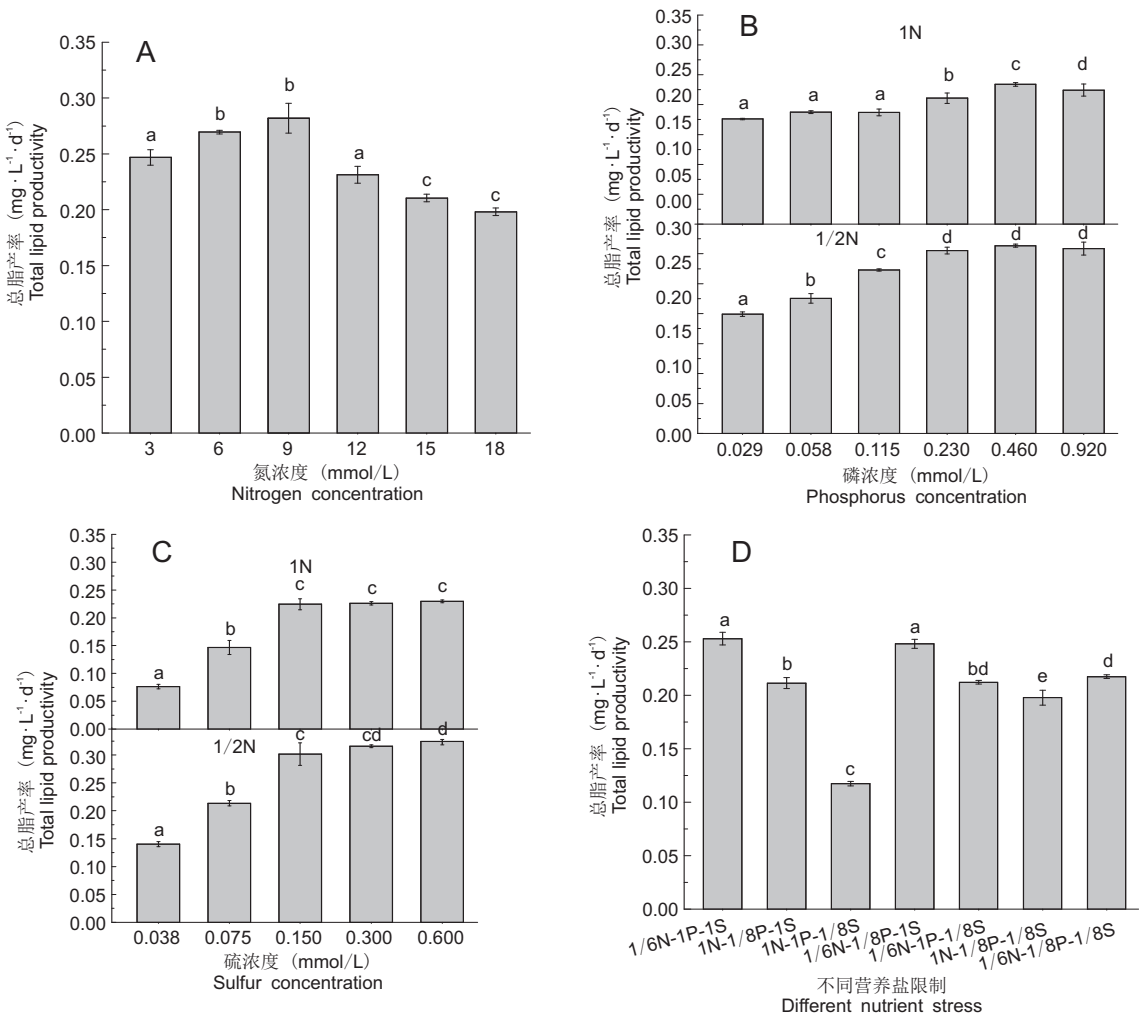 A
总脂产率 (mg·L⁻¹·d⁻¹)
Total lipid productivity
0.35
0.30
0.25
0.20
0.15
0.10
0.05
0.00
a
b
b
a
c
c
3 6 9 12 15 18
氮浓度 (mmol/L)
Nitrogen concentration
B
总脂产率 (mg·L⁻¹·d⁻¹)
Total lipid productivity
1N
0.35
0.30
0.25
0.20
0.15
0.15
0.00
0.00
a a a b c d
1/2N
0.30
0.25
0.20
0.20
0.15
0.10
0.05
0.00
a b c d d d
0.029 0.058 0.115 0.230 0.460 0.920
磷浓度 (mmol/L)
Phosphorus concentration
C
总脂产率 (mg·L⁻¹·d⁻¹)
Total lipid productivity
1N
0.35
0.30
0.25
0.20
0.15
0.10
0.05
0.00
a b c c c
1/2N
0.30
0.25
0.20
0.15
0.10
0.05
0.00
a b c cd d
0.038 0.075 0.150 0.300 0.600
硫浓度 (mmol/L)
Sulfur concentration
D
总脂产率 (mg·L⁻¹·d⁻¹)
Total lipid productivity
0.35
0.30
0.25
0.20
0.15
0.10
0.05
0.00
a b c a bd e d
1/6N-1P-1S
1N-1/8P-1S
1N-1P-1/8S
1/6N-1/8P-1S
1/6N-1P-1/8S
1N-1/8P-1/8S
1/6N-1/8P-1/8S
不同营养盐限制
Different nutrient stress